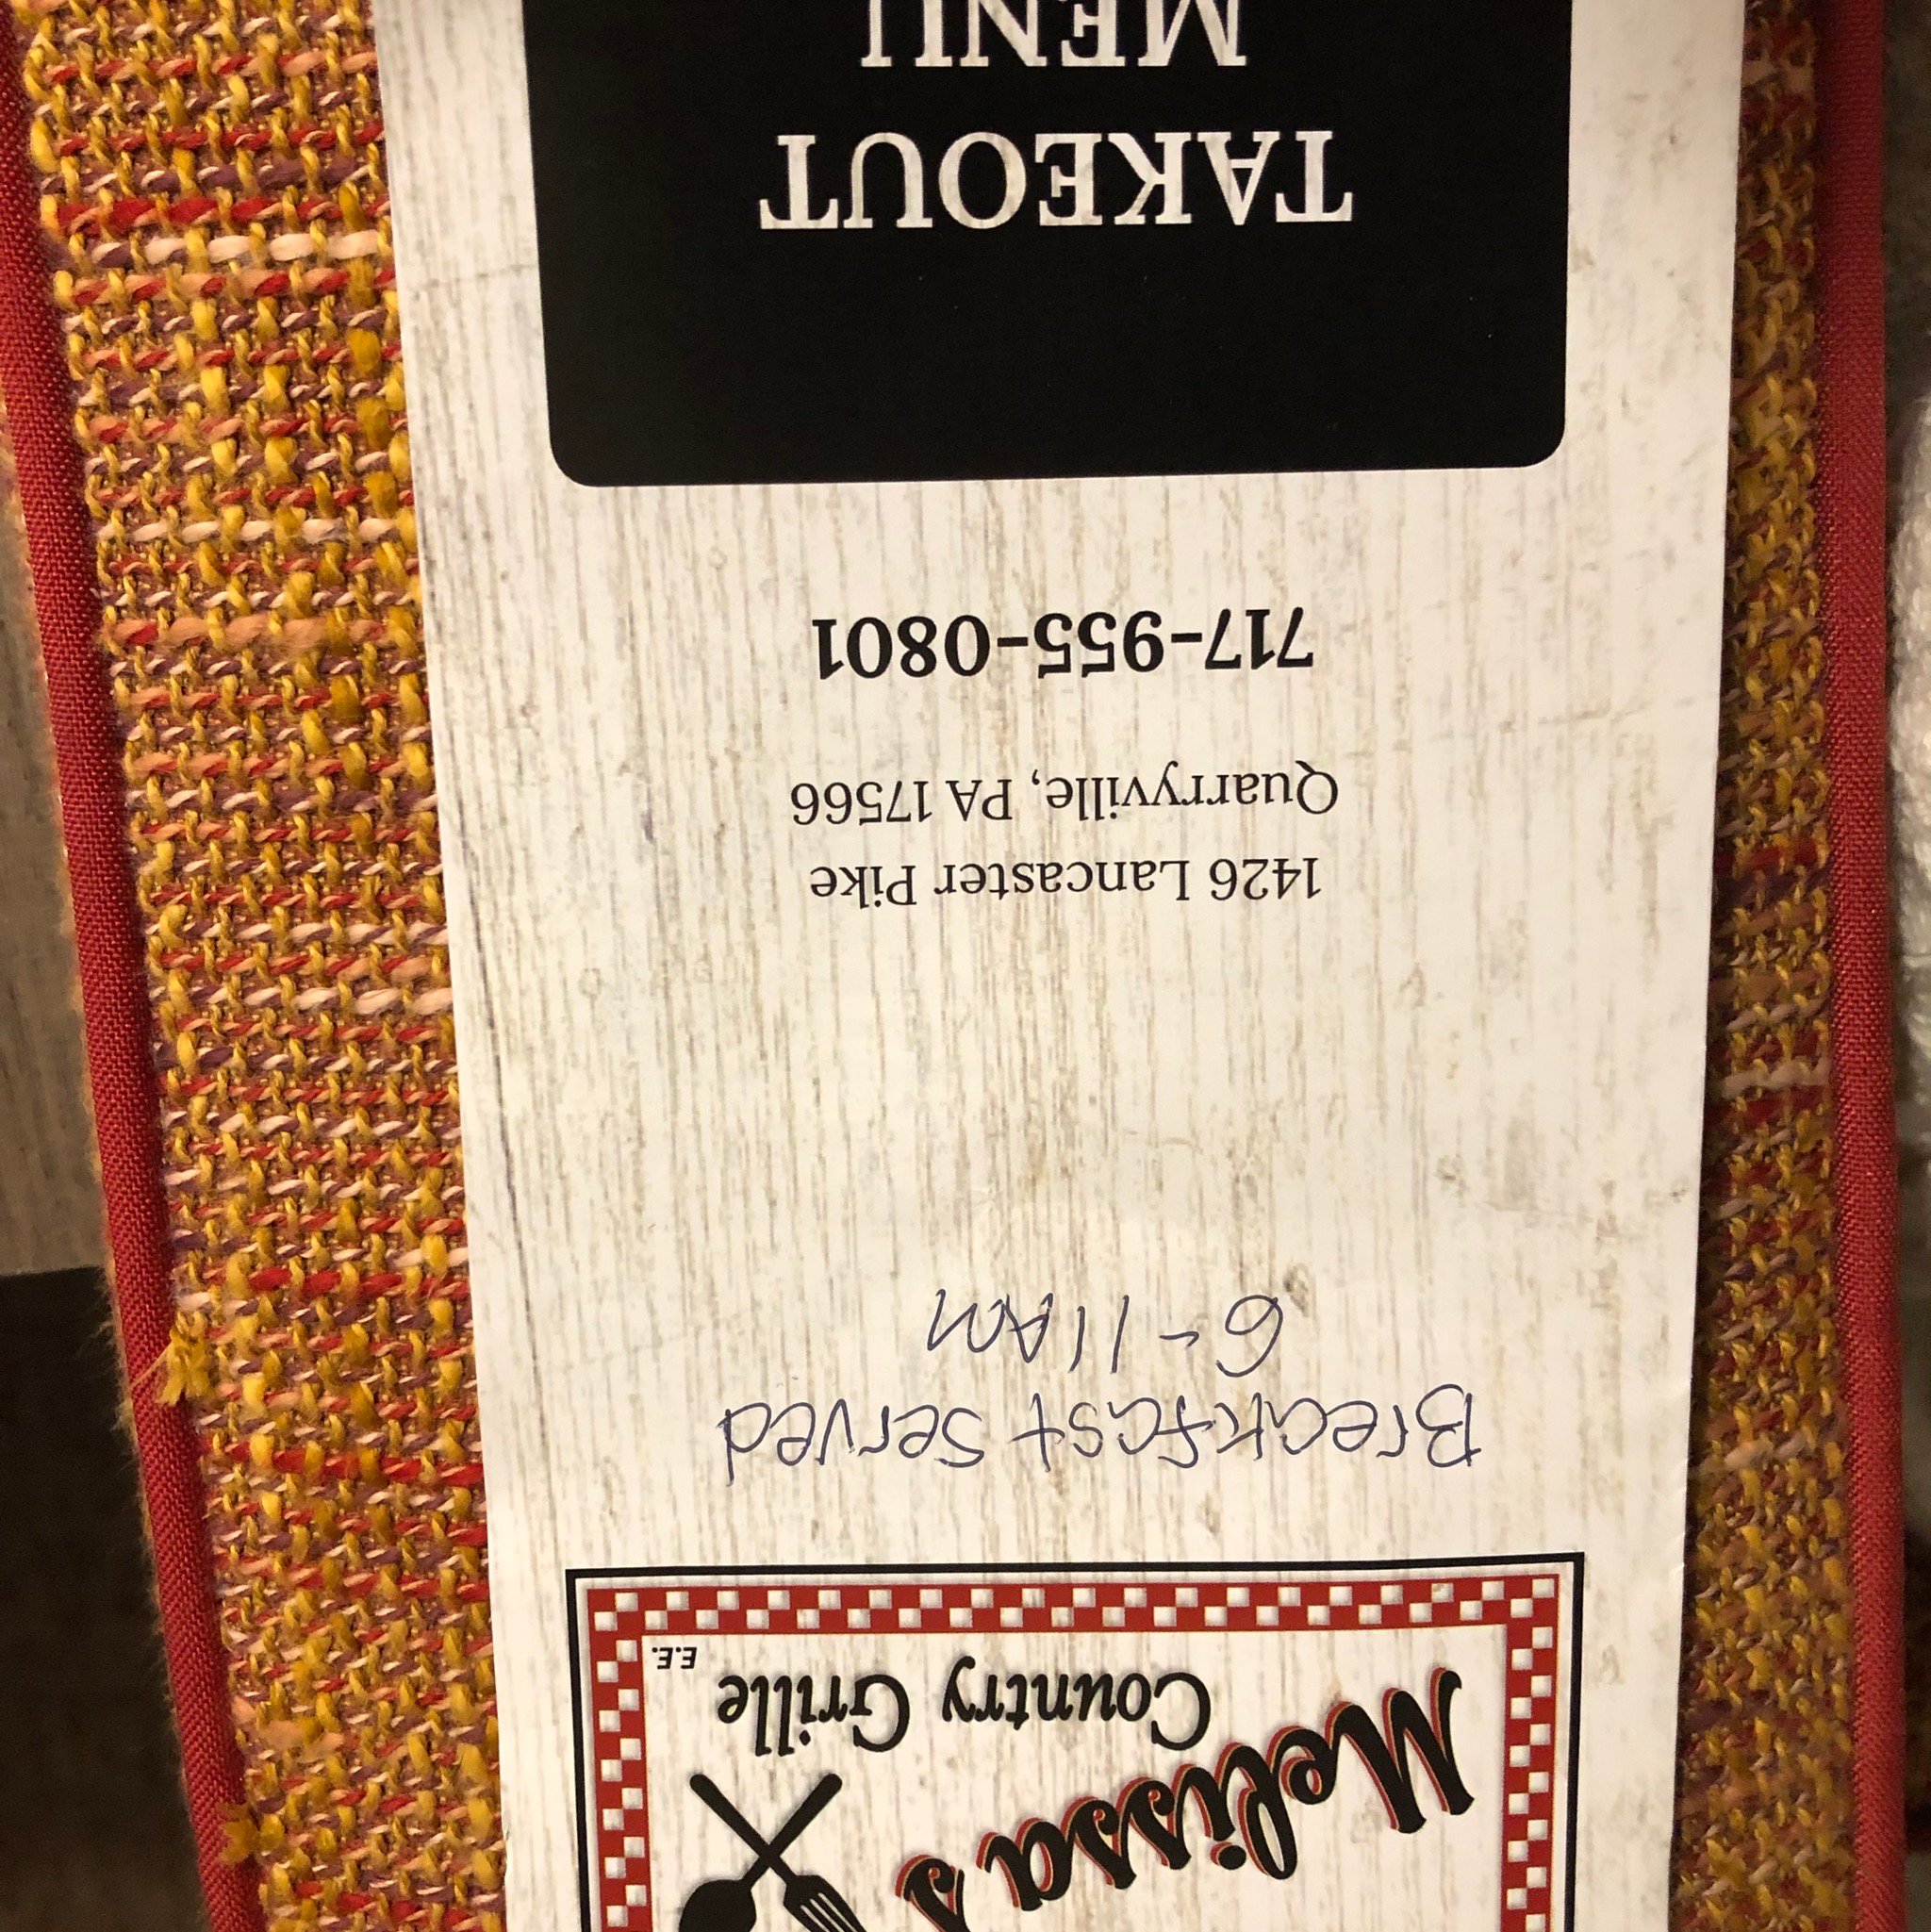 Melissa's
Country Grille
E.E.
Breakfast Served
6-11AM
1426 Lancaster Pike
Quarryville, PA 17566
717-955-0801
TAKEOUT
MENU